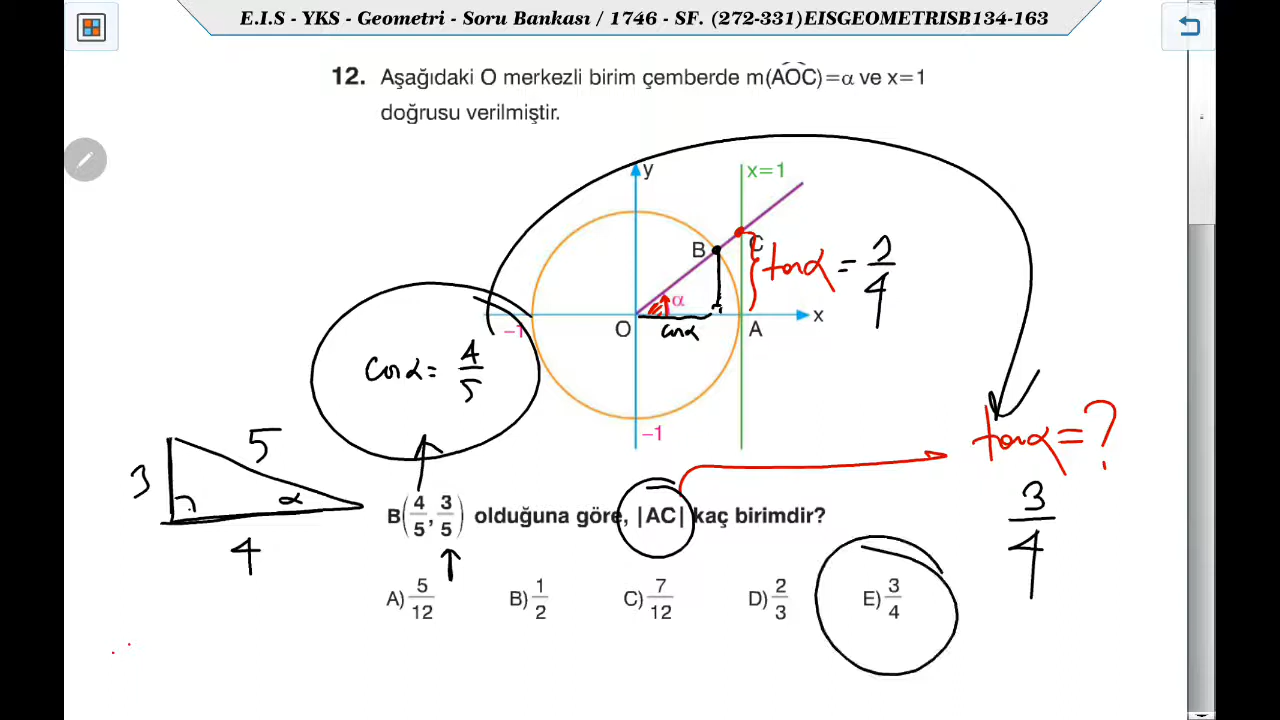 E.I.S - YKS - Geometri - Soru Bankası / 1746 - SF. (272-331)EISGEOMETRISB134-163
12. Aşağıdaki O merkezli birim çemberde m(AOC)=α ve x=1
doğrusu verilmiştir.
y
x=1
B
C
tanα = 3/4
α
O
A
x
cosα
-1
-1
cosα = 4/5
tanα = ?
3/4
3
5
α
4
B(4/5, 3/5) olduğuna göre, |AC| kaç birimdir?
A) 5/12 B) 1/2 C) 7/12 D) 2/3 E) 3/4